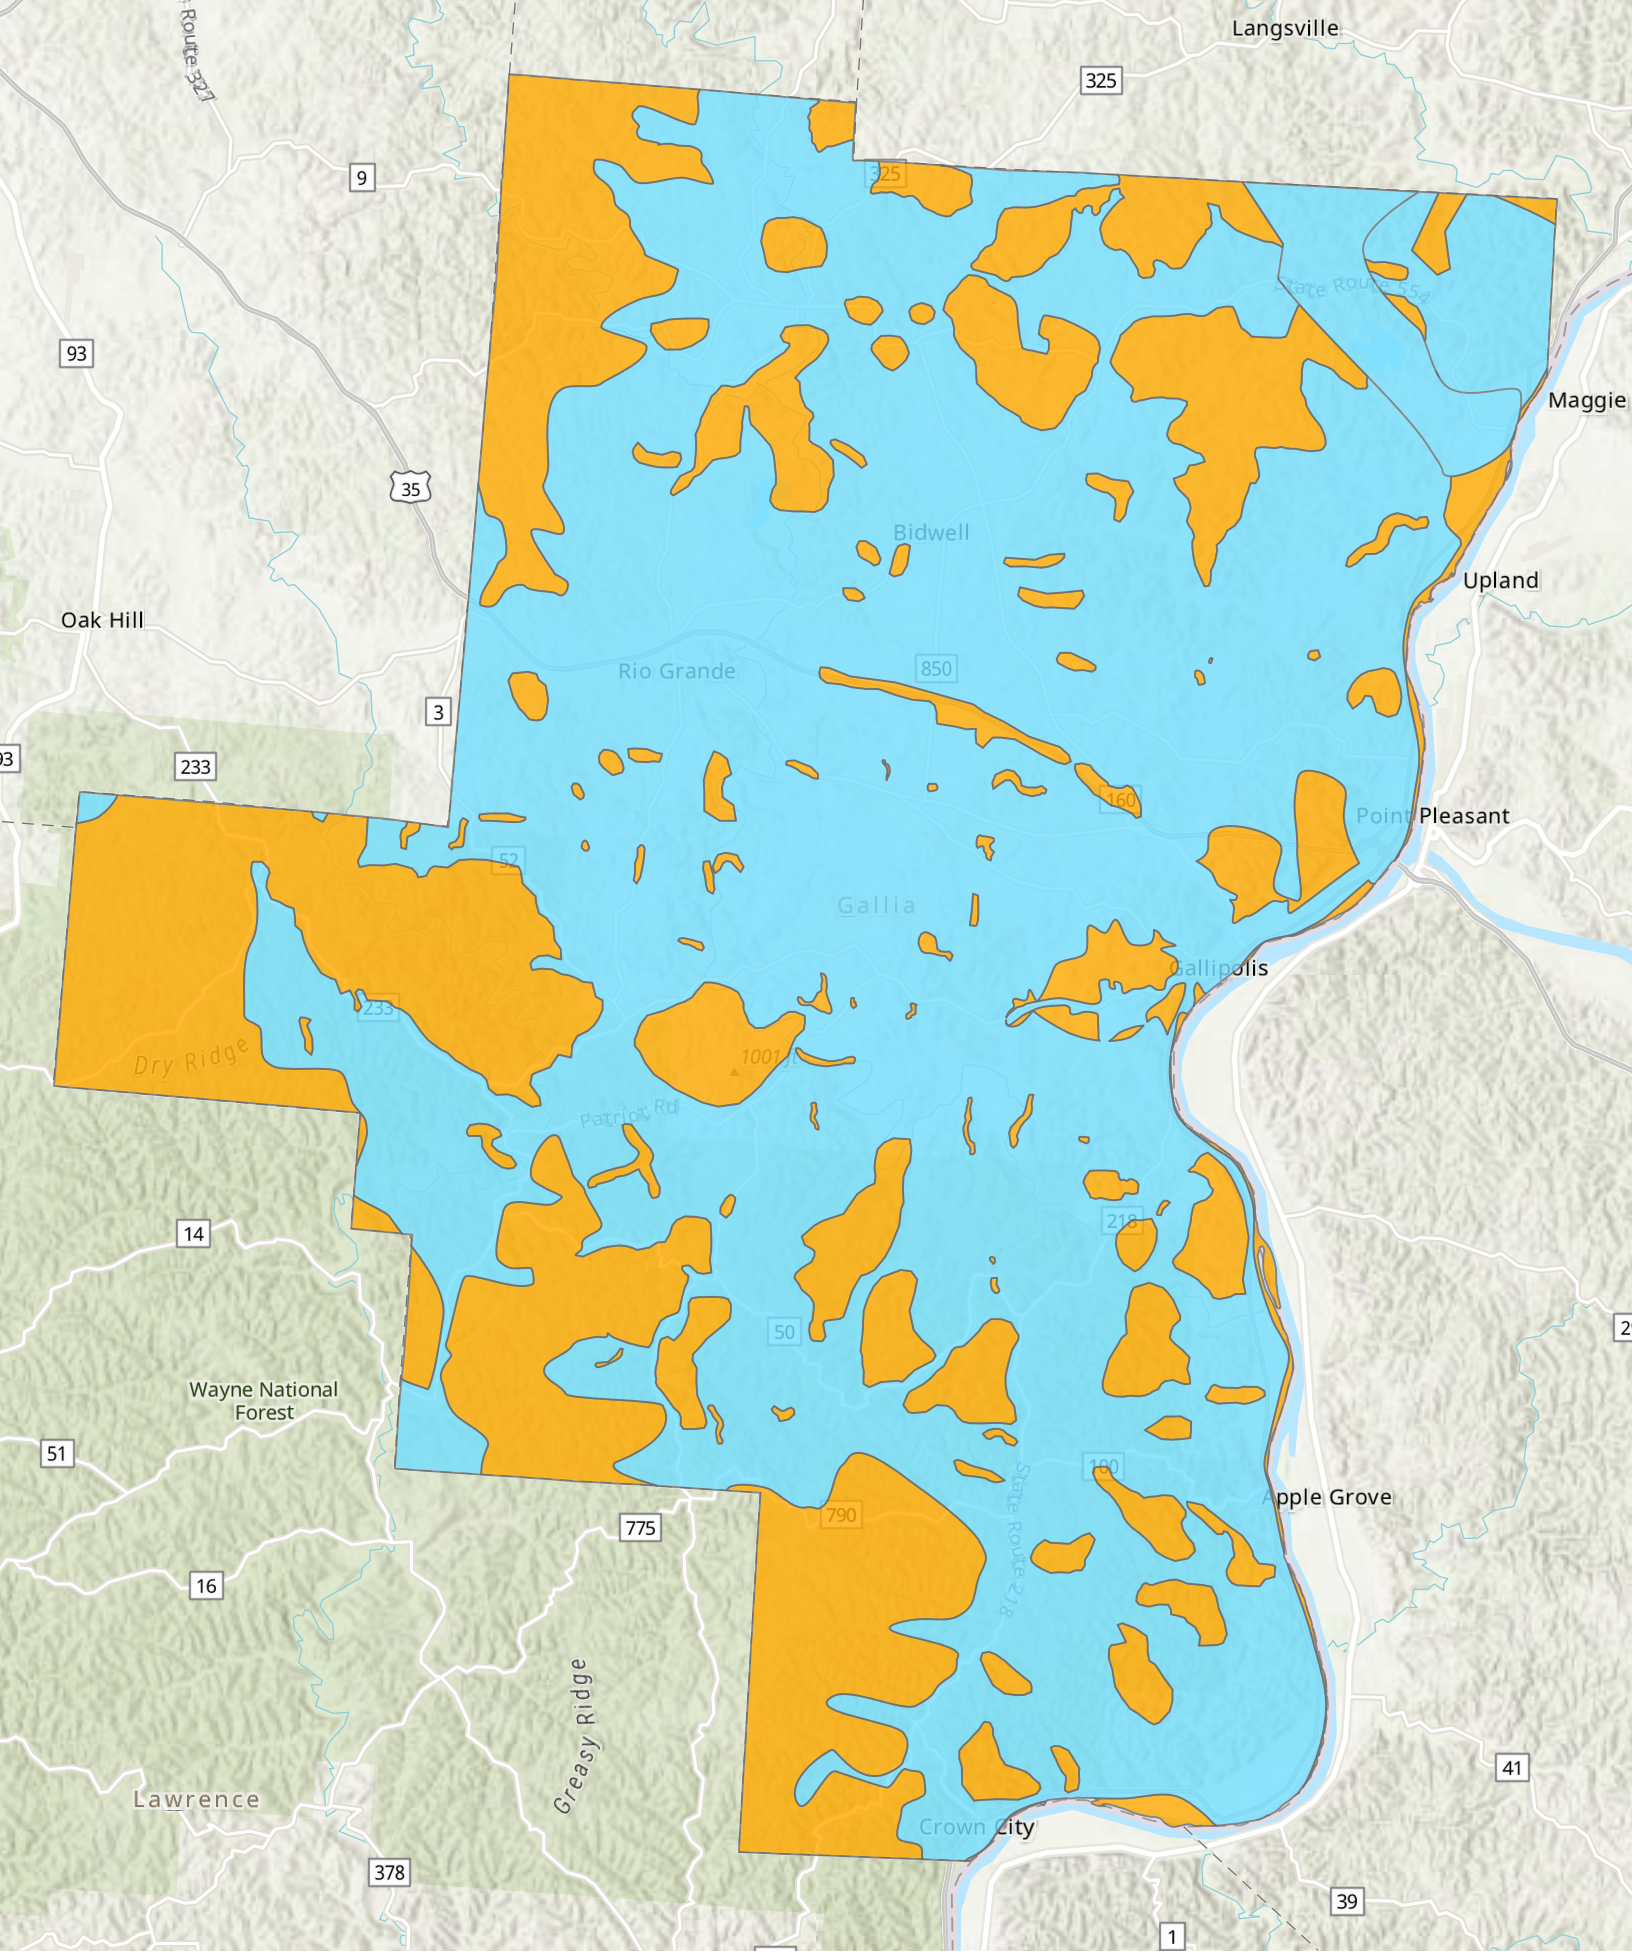 Langsville
Route 327
325
9
325
State Route 554
93
Maggie
35
Bidwell
Upland
Oak Hill
Rio Grande
850
3
93
233
160
Point Pleasant
52
Gallia
Gallipolis
233
Dry Ridge
1001 ft
Patriot Rd
218
14
50
Wayne National
Forest
51
100
Apple Grove
State Route 218
790
775
16
Greasy Ridge
41
Lawrence
Crown City
378
39
1